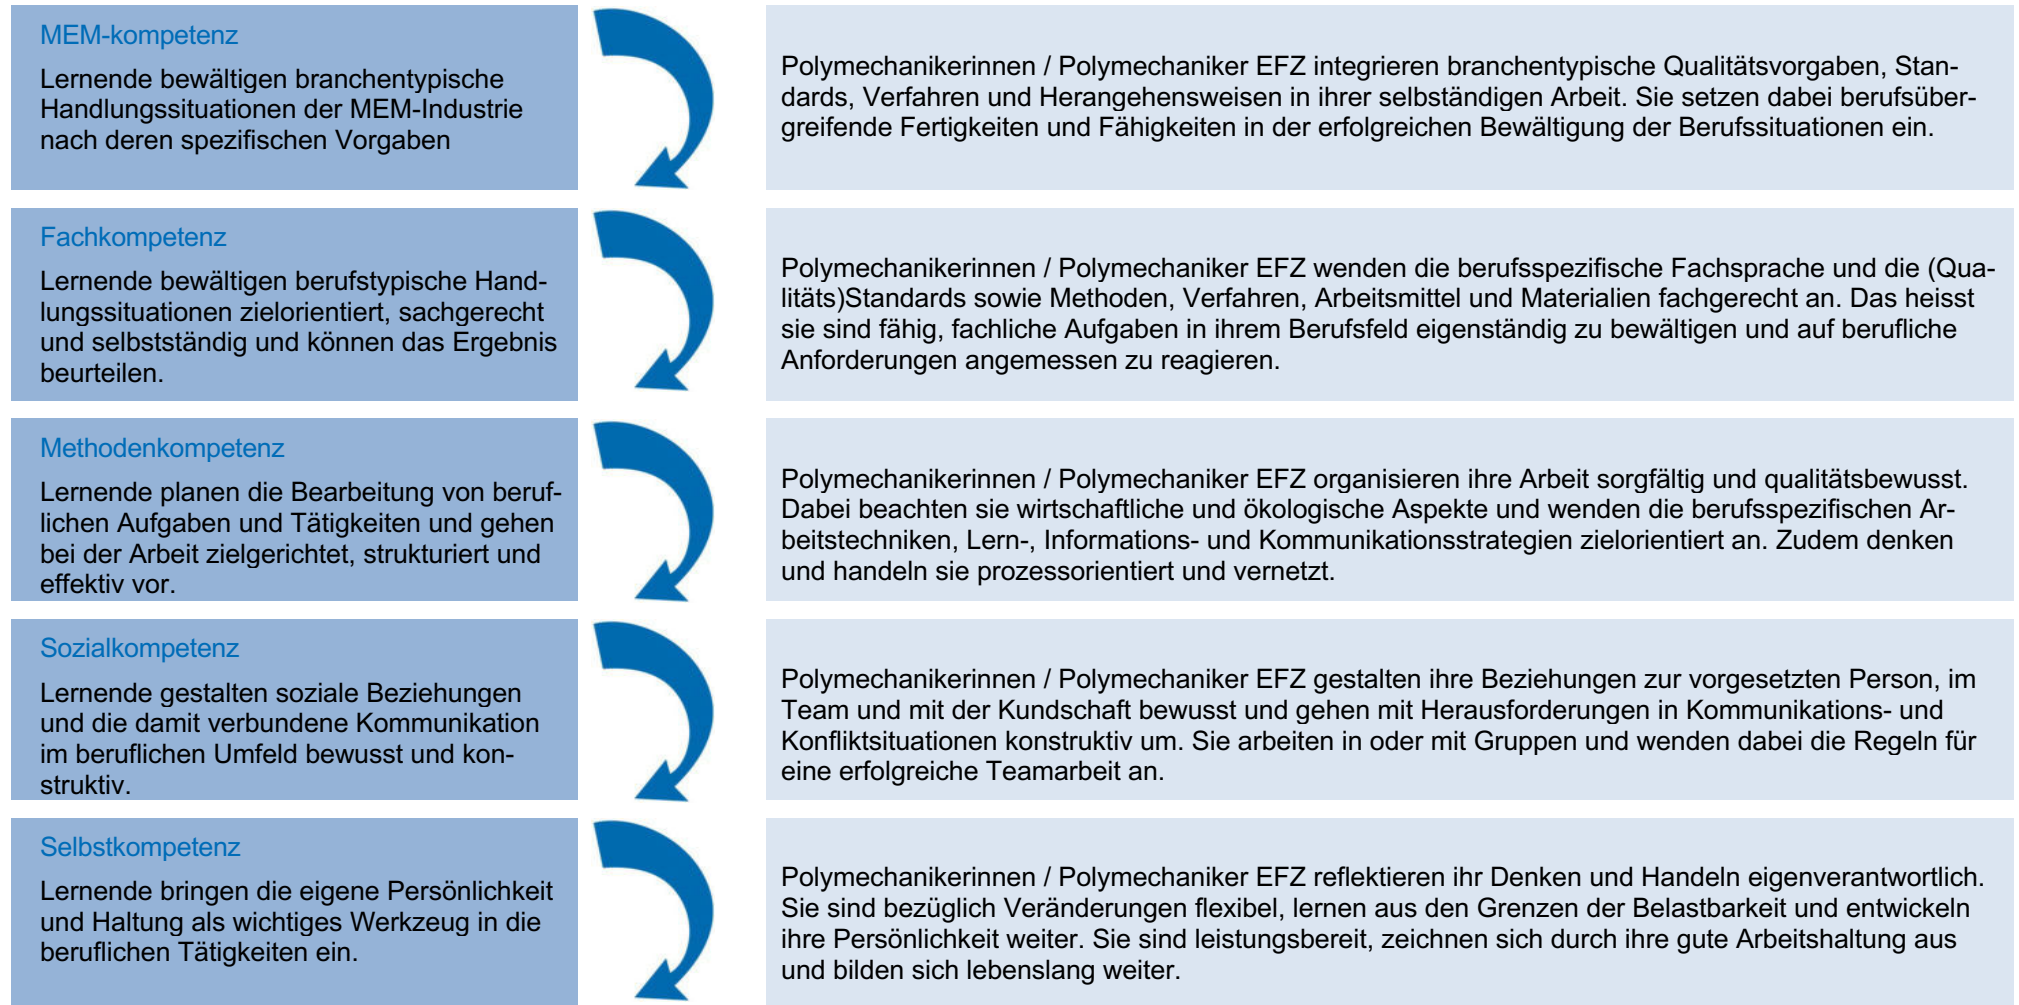 MEM-kompetenz
Lernende bewältigen branchentypische
Handlungssituationen der MEM-Industrie
nach deren spezifischen Vorgaben
Polymechanikerinnen / Polymechaniker EFZ integrieren branchentypische Qualitätsvorgaben, Stan-
dards, Verfahren und Herangehensweisen in ihrer selbständigen Arbeit. Sie setzen dabei berufsüber-
greifende Fertigkeiten und Fähigkeiten in der erfolgreichen Bewältigung der Berufssituationen ein.
Fachkompetenz
Lernende bewältigen berufstypische Hand-
lungssituationen zielorientiert, sachgerecht
und selbstständig und können das Ergebnis
beurteilen.
Polymechanikerinnen / Polymechaniker EFZ wenden die berufsspezifische Fachsprache und die (Qua-
litäts)Standards sowie Methoden, Verfahren, Arbeitsmittel und Materialien fachgerecht an. Das heisst
sie sind fähig, fachliche Aufgaben in ihrem Berufsfeld eigenständig zu bewältigen und auf berufliche
Anforderungen angemessen zu reagieren.
Methodenkompetenz
Lernende planen die Bearbeitung von beruf-
lichen Aufgaben und Tätigkeiten und gehen
bei der Arbeit zielgerichtet, strukturiert und
effektiv vor.
Polymechanikerinnen / Polymechaniker EFZ organisieren ihre Arbeit sorgfältig und qualitätsbewusst.
Dabei beachten sie wirtschaftliche und ökologische Aspekte und wenden die berufsspezifischen Ar-
beitstechniken, Lern-, Informations- und Kommunikationsstrategien zielorientiert an. Zudem denken
und handeln sie prozessorientiert und vernetzt.
Sozialkompetenz
Lernende gestalten soziale Beziehungen
und die damit verbundene Kommunikation
im beruflichen Umfeld bewusst und kon-
struktiv.
Polymechanikerinnen / Polymechaniker EFZ gestalten ihre Beziehungen zur vorgesetzten Person, im
Team und mit der Kundschaft bewusst und gehen mit Herausforderungen in Kommunikations- und
Konfliktsituationen konstruktiv um. Sie arbeiten in oder mit Gruppen und wenden dabei die Regeln für
eine erfolgreiche Teamarbeit an.
Selbstkompetenz
Lernende bringen die eigene Persönlichkeit
und Haltung als wichtiges Werkzeug in die
beruflichen Tätigkeiten ein.
Polymechanikerinnen / Polymechaniker EFZ reflektieren ihr Denken und Handeln eigenverantwortlich.
Sie sind bezüglich Veränderungen flexibel, lernen aus den Grenzen der Belastbarkeit und entwickeln
ihre Persönlichkeit weiter. Sie sind leistungsbereit, zeichnen sich durch ihre gute Arbeitshaltung aus
und bilden sich lebenslang weiter.